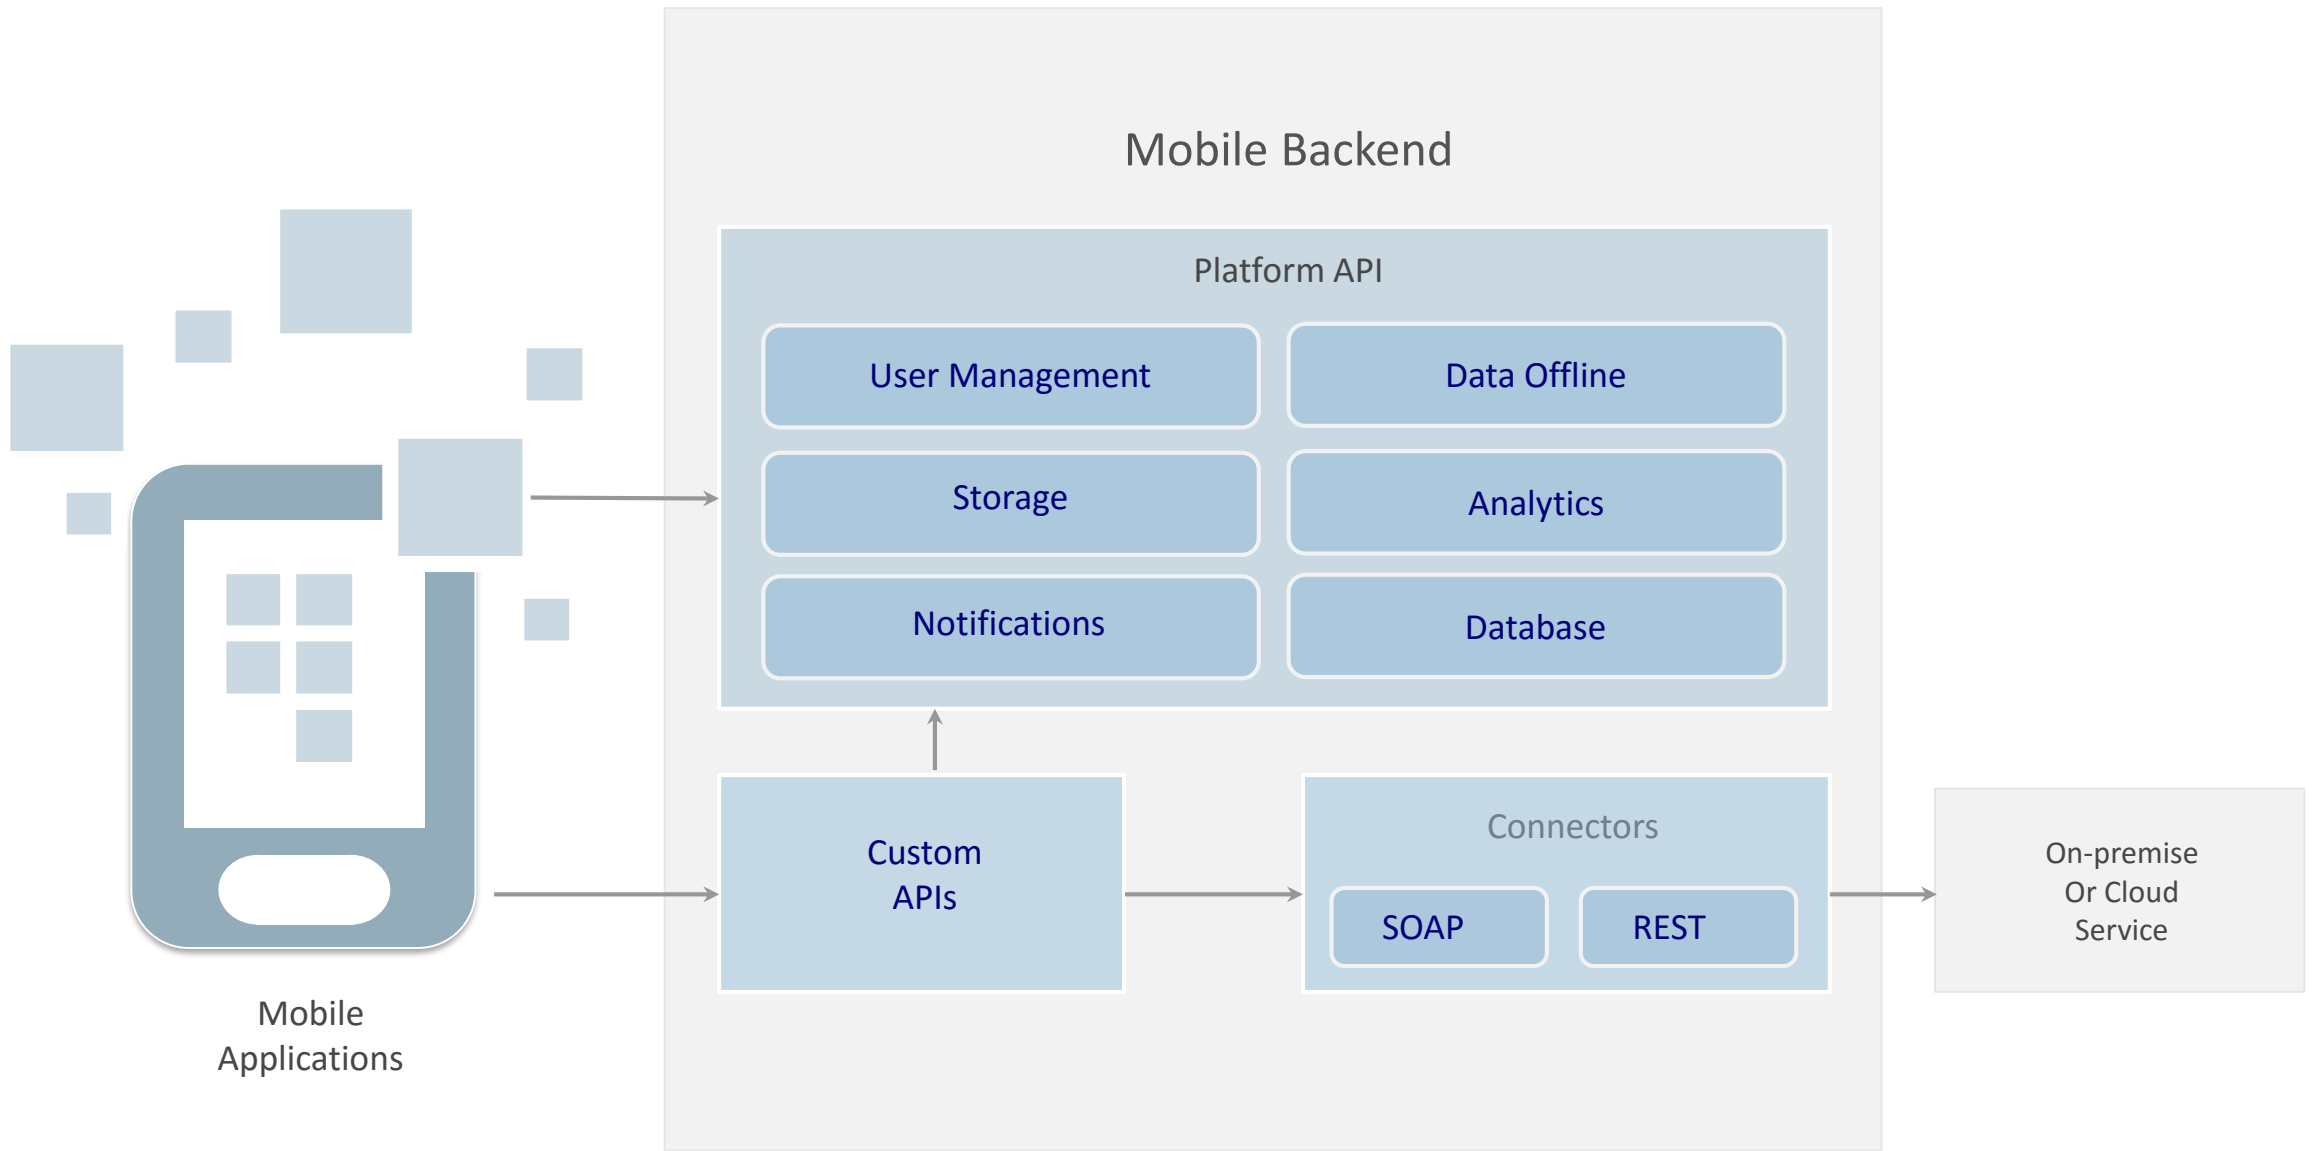 Mobile Backend
Platform API
User Management
Data Offline
Storage
Analytics
Notifications
Database
Custom
APIs
Connectors
SOAP
REST
On-premise
Or Cloud
Service
Mobile
Applications